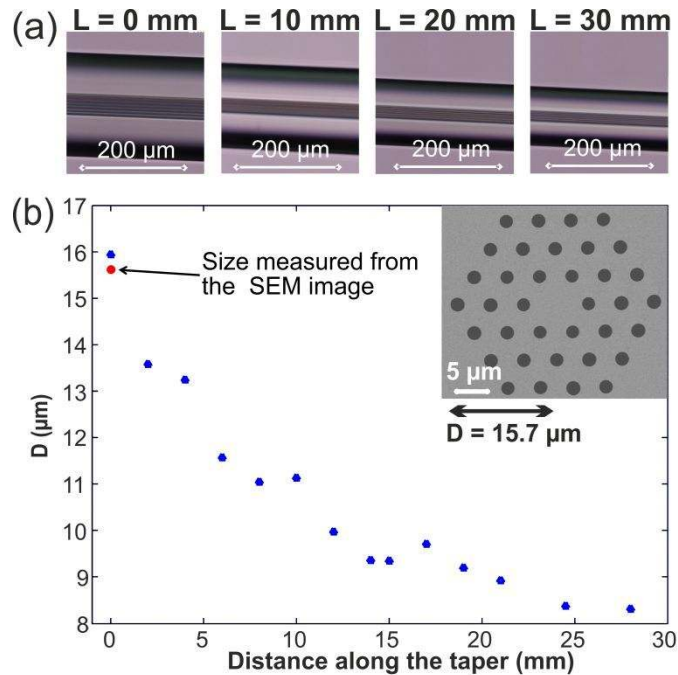 (a) L = 0 mm L = 10 mm L = 20 mm L = 30 mm
200 µm 200 µm 200 µm 200 µm
(b)
17
16
15
14
13
12
11
10
9
8
D (µm)
Size measured from
the SEM image
5 µm
D = 15.7 µm
0 5 10 15 20 25 30
Distance along the taper (mm)